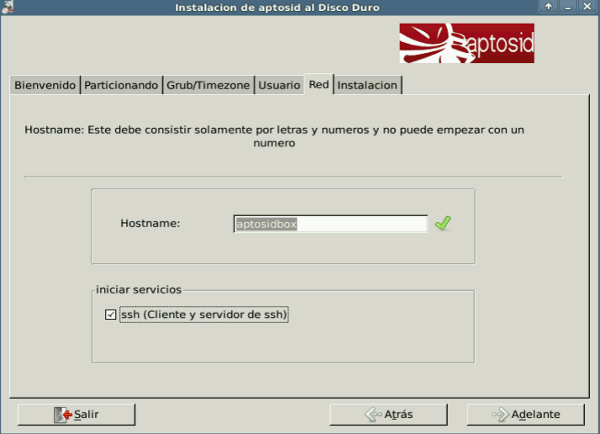 Instalacion de aptosid al Disco Duro
aptosid
Bienvenido Particionando Grub/Timezone Usuario Red Instalacion
Hostname: Este debe consistir solamente por letras y numeros y no puede empezar con un
numero
Hostname: aptosidbox
iniciar servicios
ssh (Cliente y servidor de ssh)
Salir Atrás Adelante